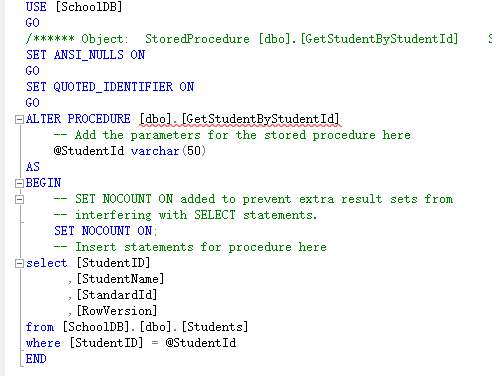 USE [SchoolDB]
GO
/****** Object:  StoredProcedure [dbo].[GetStudentByStudentId]
SET ANSI_NULLS ON
GO
SET QUOTED_IDENTIFIER ON
GO
ALTER PROCEDURE [dbo].[GetStudentByStudentId]
-- Add the parameters for the stored procedure here
@StudentId varchar(50)
AS
BEGIN
-- SET NOCOUNT ON added to prevent extra result sets from
-- interfering with SELECT statements.
SET NOCOUNT ON;
-- Insert statements for procedure here
select [StudentID]
,[StudentName]
,[StandardId]
,[RowVersion]
from [SchoolDB].[dbo].[Students]
where [StudentID] = @StudentId
END